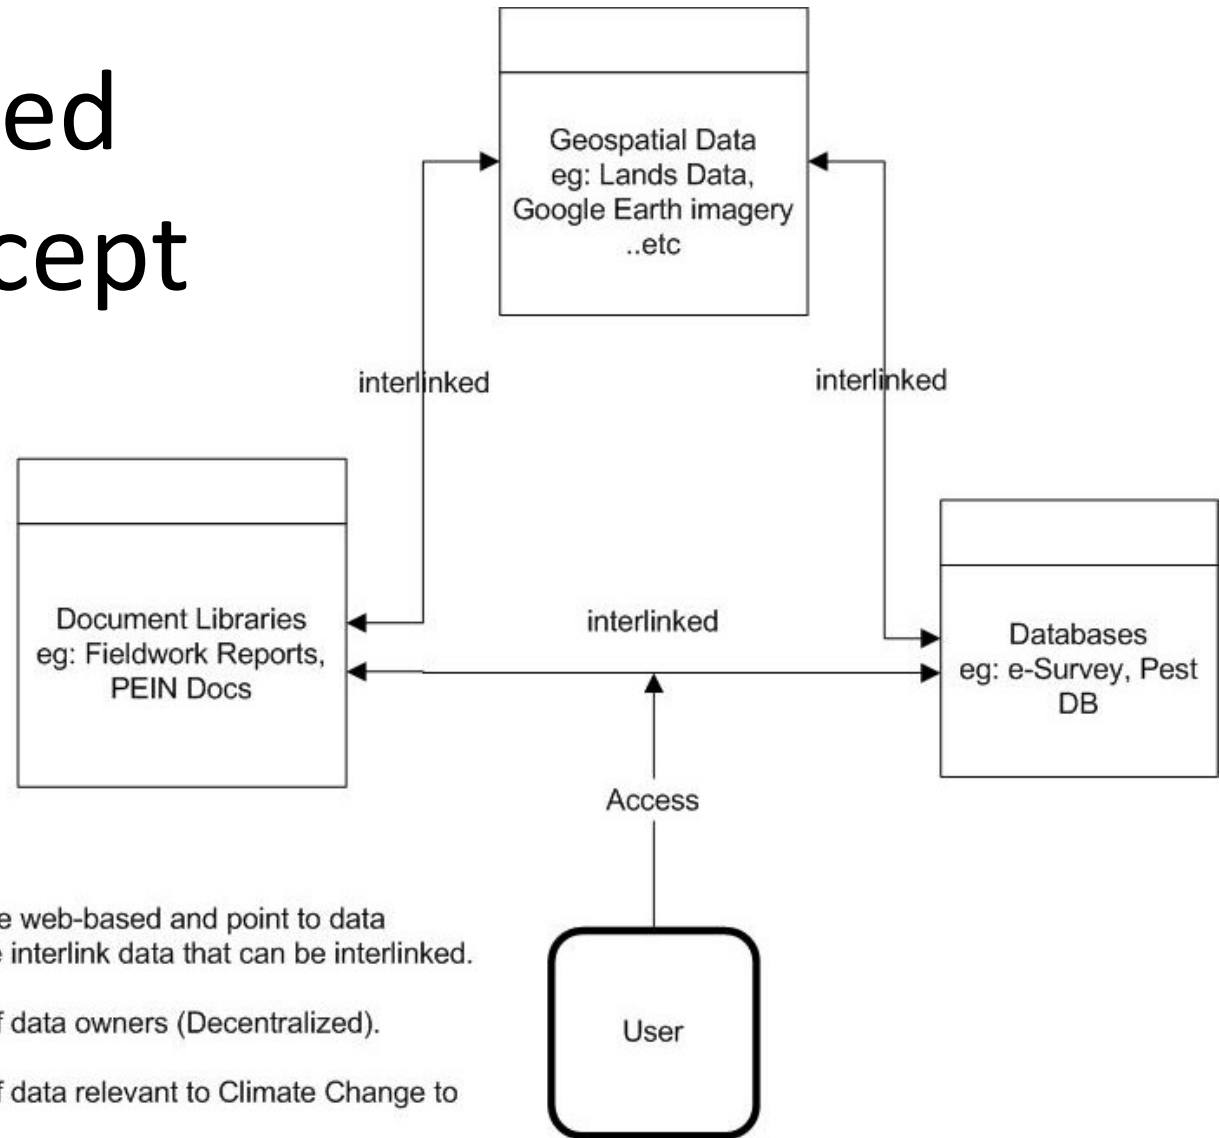 ed
cept
Geospatial Data
eg: Lands Data,
Google Earth imagery
..etc
interlinked
interlinked
Document Libraries
eg: Fieldwork Reports,
PEIN Docs
interlinked
Databases
eg: e-Survey, Pest
DB
Access
User
e web-based and point to data
e interlink data that can be interlinked.
f data owners (Decentralized).
f data relevant to Climate Change to